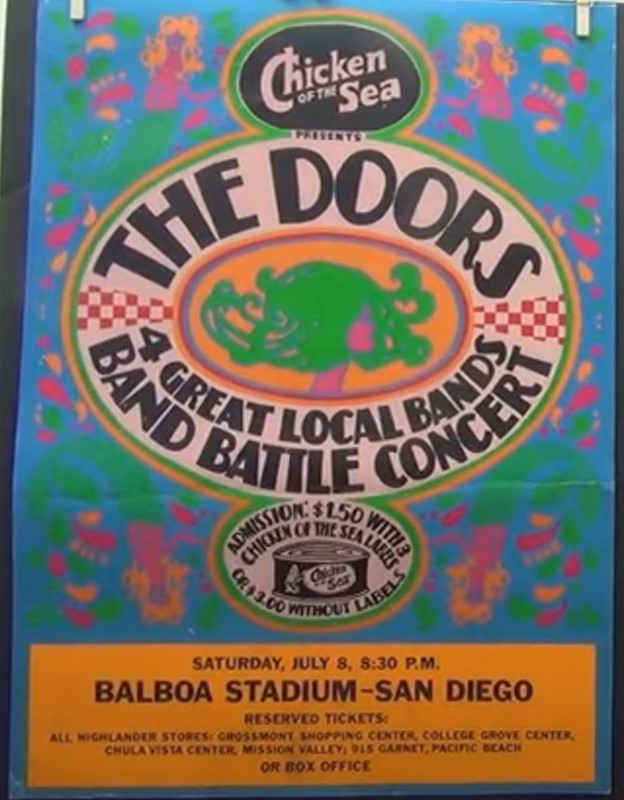 Chicken
OF THE Sea
PRESENTS
THE DOORS
4 GREAT LOCAL BANDS
BAND BATTLE CONCERT
ADMISSION: $1.50 WITH 3
CHICKEN OF THE SEA LABELS
Chicken
Sea
OR $3.00 WITHOUT LABELS
SATURDAY, JULY 8, 8:30 P.M.
BALBOA STADIUM-SAN DIEGO
RESERVED TICKETS:
ALL HIGHLANDER STORES: GROSSMONT SHOPPING CENTER, COLLEGE GROVE CENTER,
CHULA VISTA CENTER, MISSION VALLEY; 915 GARNET, PACIFIC BEACH
OR BOX OFFICE